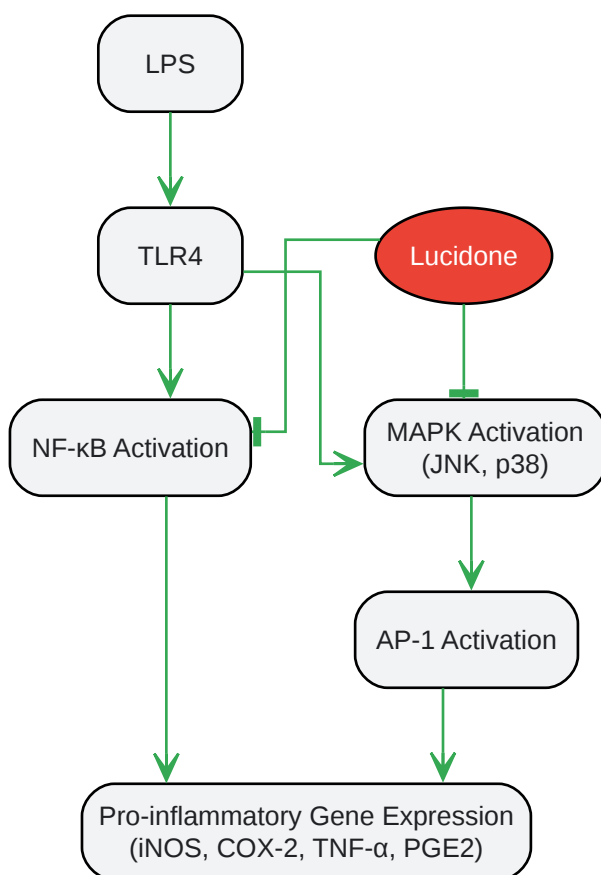 LPS
TLR4
Lucidone
NF-κB Activation
MAPK Activation
(JNK, p38)
AP-1 Activation
Pro-inflammatory Gene Expression
(iNOS, COX-2, TNF-α, PGE2)